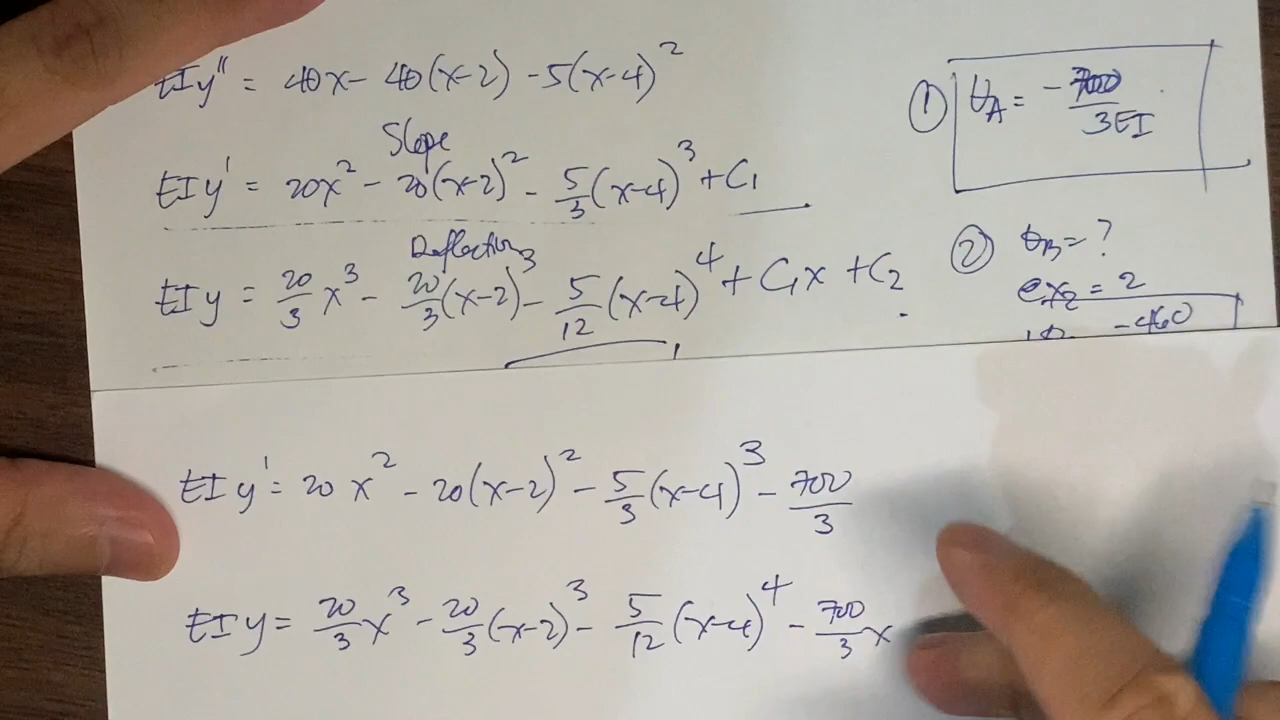 EIy'' = 40x - 40(x-2) - 5(x-4)²
Slope
EIy' = 20x² - 20(x-2)² - 5/3(x-4)³ + C₁
Deflection
EIy = 20/3 x³ - 20/3(x-2)³ - 5/12(x-4)⁴ + C₁x + C₂
① θA = -700/3EI
② θB = ?
@ x₂ = 2
-460
EIy' = 20x² - 20(x-2)² - 5/3(x-4)³ - 700/3
EIy = 20/3 x³ - 20/3(x-2)³ - 5/12(x-4)⁴ - 700/3 x